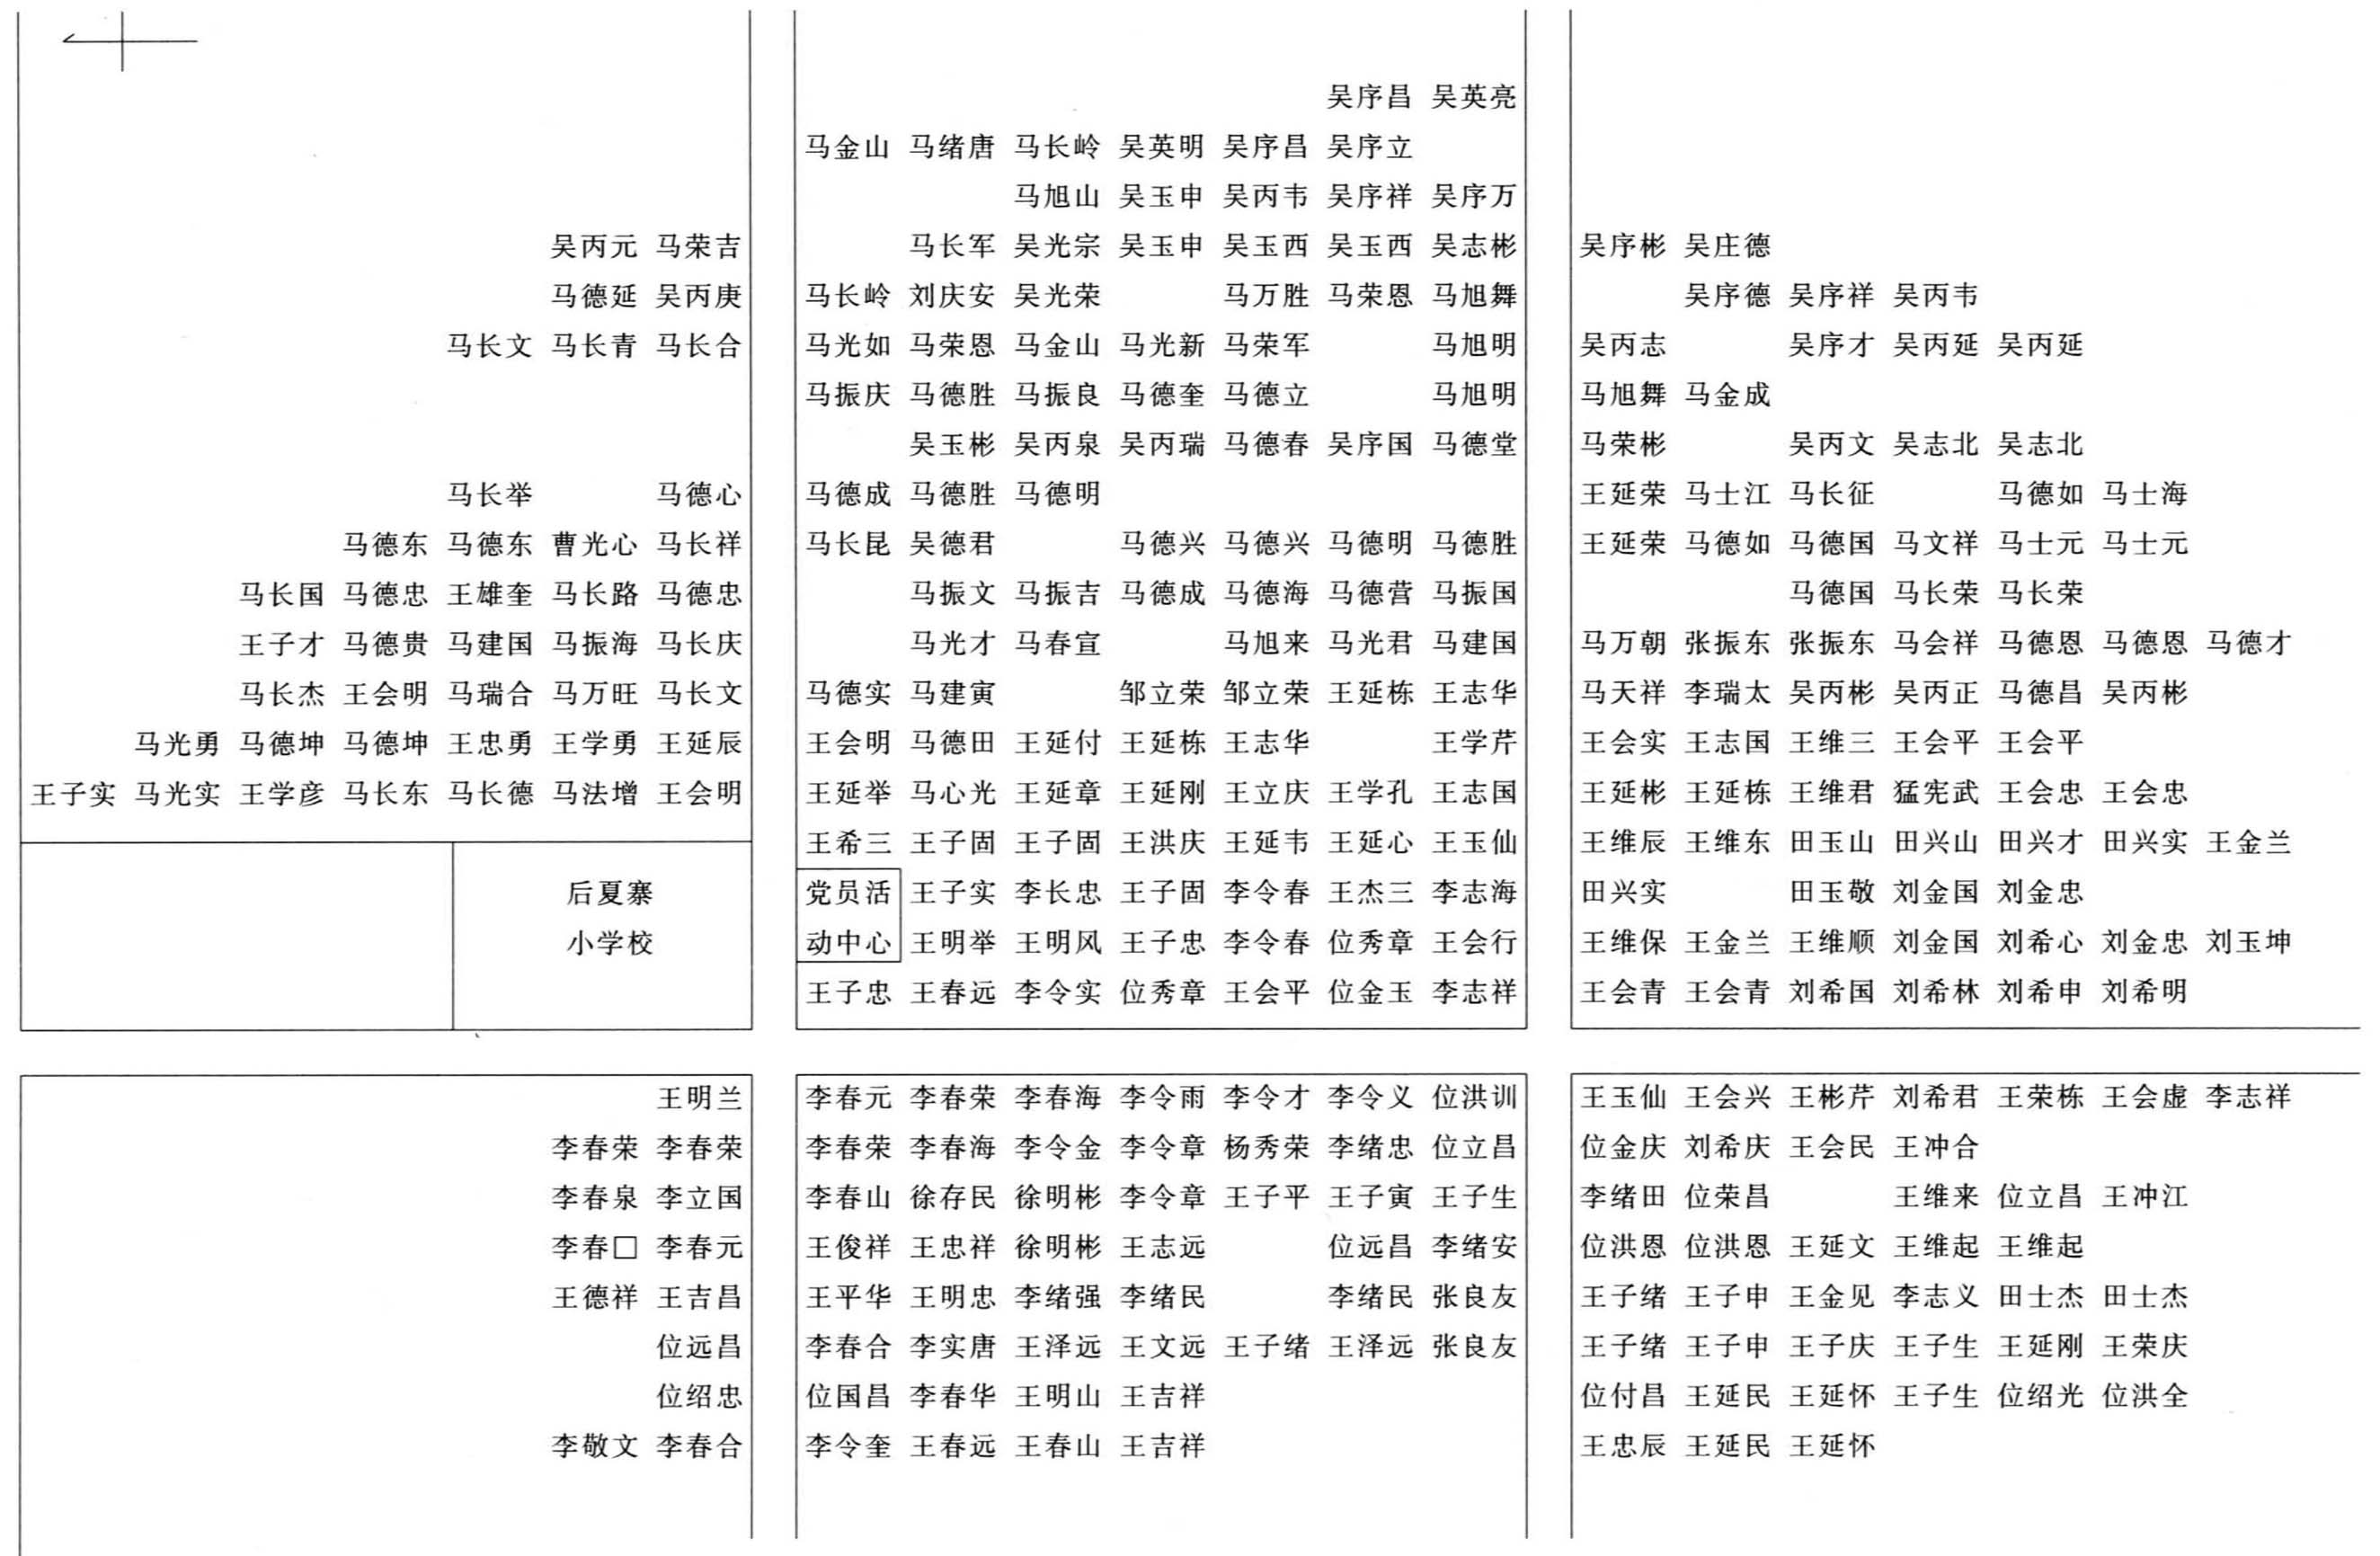 吴丙元 马荣吉
马德延 吴丙庚
马长文 马长青 马长合
马长举 马德心
马德东 马德东 曹光心 马长祥
马长国 马德忠 王雄奎 马长路 马德忠
王子才 马德贵 马建国 马振海 马长庆
马长杰 王会明 马瑞合 马万旺 马长文
马光勇 马德坤 马德坤 王忠勇 王学勇 王延辰
王子实 马光实 王学彦 马长东 马长德 马法增 王会明
后夏寨
小学校
吴序昌 吴英亮
马金山 马绪唐 马长岭 吴英明 吴序昌 吴序立
马旭山 吴玉申 吴丙韦 吴序祥 吴序万
马长军 吴光宗 吴玉申 吴玉西 吴玉西 吴志彬
马长岭 刘庆安 吴光荣 马万胜 马荣恩 马旭舞
马光如 马荣恩 马金山 马光新 马荣军 马旭明
马振庆 马德胜 马振良 马德奎 马德立 马旭明
吴玉彬 吴丙泉 吴丙瑞 马德春 吴序国 马德堂
马德成 马德胜 马德明
马长昆 吴德君 马德兴 马德兴 马德明 马德胜
马振文 马振吉 马德成 马德海 马德营 马振国
马光才 马春宣 马旭来 马光君 马建国
马德实 马建寅 邹立荣 邹立荣 王延栋 王志华
王会明 马德田 王延付 王延栋 王志华 王学芹
王延举 马心光 王延章 王延刚 王立庆 王学孔 王志国
王希三 王子固 王子固 王洪庆 王延韦 王延心 王玉仙
党员活 王子实 李长忠 王子固 李令春 王杰三 李志海
动中心 王明举 王明风 王子忠 李令春 位秀章 王会行
王子忠 王春远 李令实 位秀章 王会平 位金玉 李志祥
吴序彬 吴庄德
吴序德 吴序祥 吴丙韦
吴丙志 吴序才 吴丙延 吴丙延
马旭舞 马金成
马荣彬 吴丙文 吴志北 吴志北
王延荣 马士江 马长征 马德如 马士海
王延荣 马德如 马德国 马文祥 马士元 马士元
马德国 马长荣 马长荣
马万朝 张振东 张振东 马会祥 马德恩 马德恩 马德才
马天祥 李瑞太 吴丙彬 吴丙正 马德昌 吴丙彬
王会实 王志国 王维三 王会平 王会平
王延彬 王延栋 王维君 猛宪武 王会忠 王会忠
王维辰 王维东 田玉山 田兴山 田兴才 田兴实 王金兰
田兴实 田玉敬 刘金国 刘金忠
王维保 王金兰 王维顺 刘金国 刘希心 刘金忠 刘玉坤
王会青 王会青 刘希国 刘希林 刘希申 刘希明
王明兰
李春荣 李春荣
李春泉 李立国
李春□ 李春元
王德祥 王吉昌
位远昌
位绍忠
李敬文 李春合
李春元 李春荣 李春海 李令雨 李令才 李令义 位洪训
李春荣 李春海 李令金 李令章 杨秀荣 李绪忠 位立昌
李春山 徐存民 徐明彬 李令章 王子平 王子寅 王子生
王俊祥 王忠祥 徐明彬 王志远 位远昌 李绪安
王平华 王明忠 李绪强 李绪民 李绪民 张良友
李春合 李实唐 王泽远 王文远 王子绪 王泽远 张良友
位国昌 李春华 王明山 王吉祥
李令奎 王春远 王春山 王吉祥
王玉仙 王会兴 王彬芹 刘希君 王荣栋 王会虚 李志祥
位金庆 刘希庆 王会民 王冲合
李绪田 位荣昌 王维来 位立昌 王冲江
位洪恩 位洪恩 王延文 王维起 王维起
王子绪 王子申 王金见 李志义 田士杰 田士杰
王子绪 王子申 王子庆 王子生 王延刚 王荣庆
位付昌 王延民 王延怀 王子生 位绍光 位洪全
王忠辰 王延民 王延怀